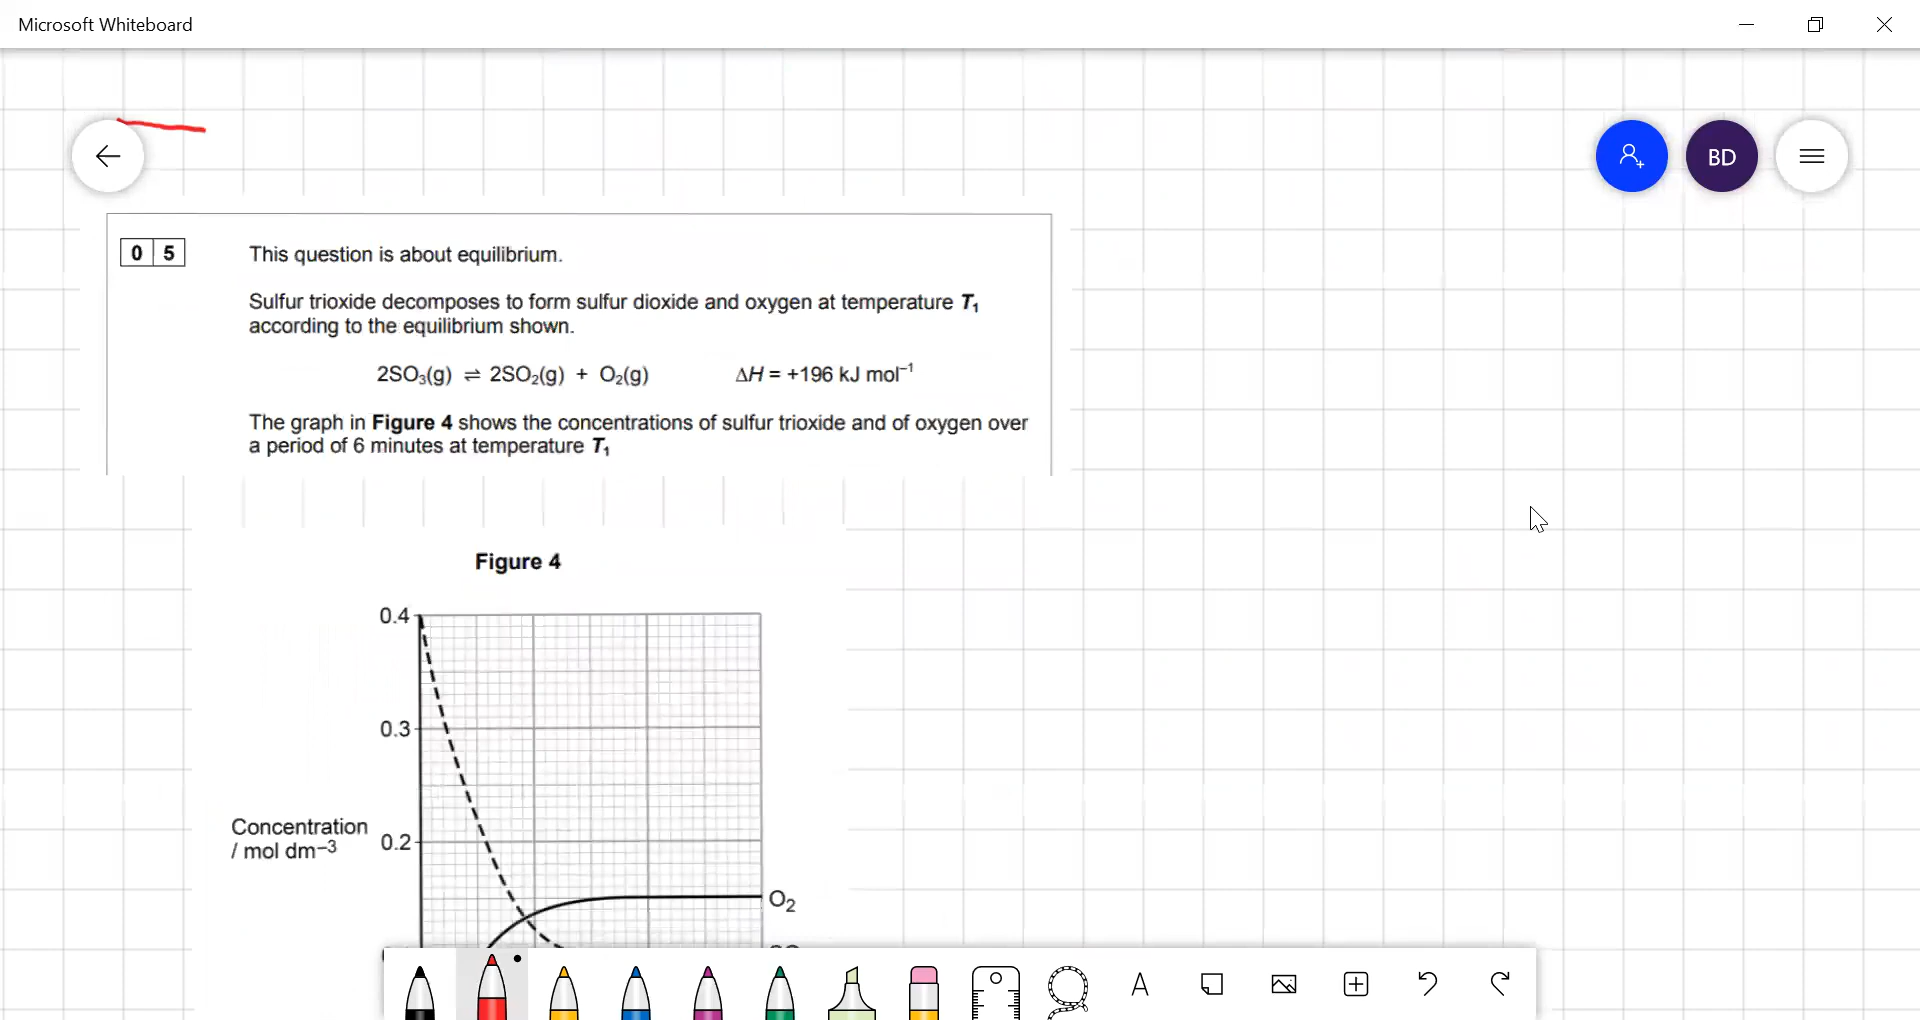 Microsoft Whiteboard
BD
0 5 This question is about equilibrium.
Sulfur trioxide decomposes to form sulfur dioxide and oxygen at temperature T₁
according to the equilibrium shown.
2SO₃(g) ⇌ 2SO₂(g) + O₂(g) ΔH = +196 kJ mol⁻¹
The graph in Figure 4 shows the concentrations of sulfur trioxide and of oxygen over
a period of 6 minutes at temperature T₁
Figure 4
0.4
0.3
Concentration
/ mol dm⁻³
0.2
O₂
A